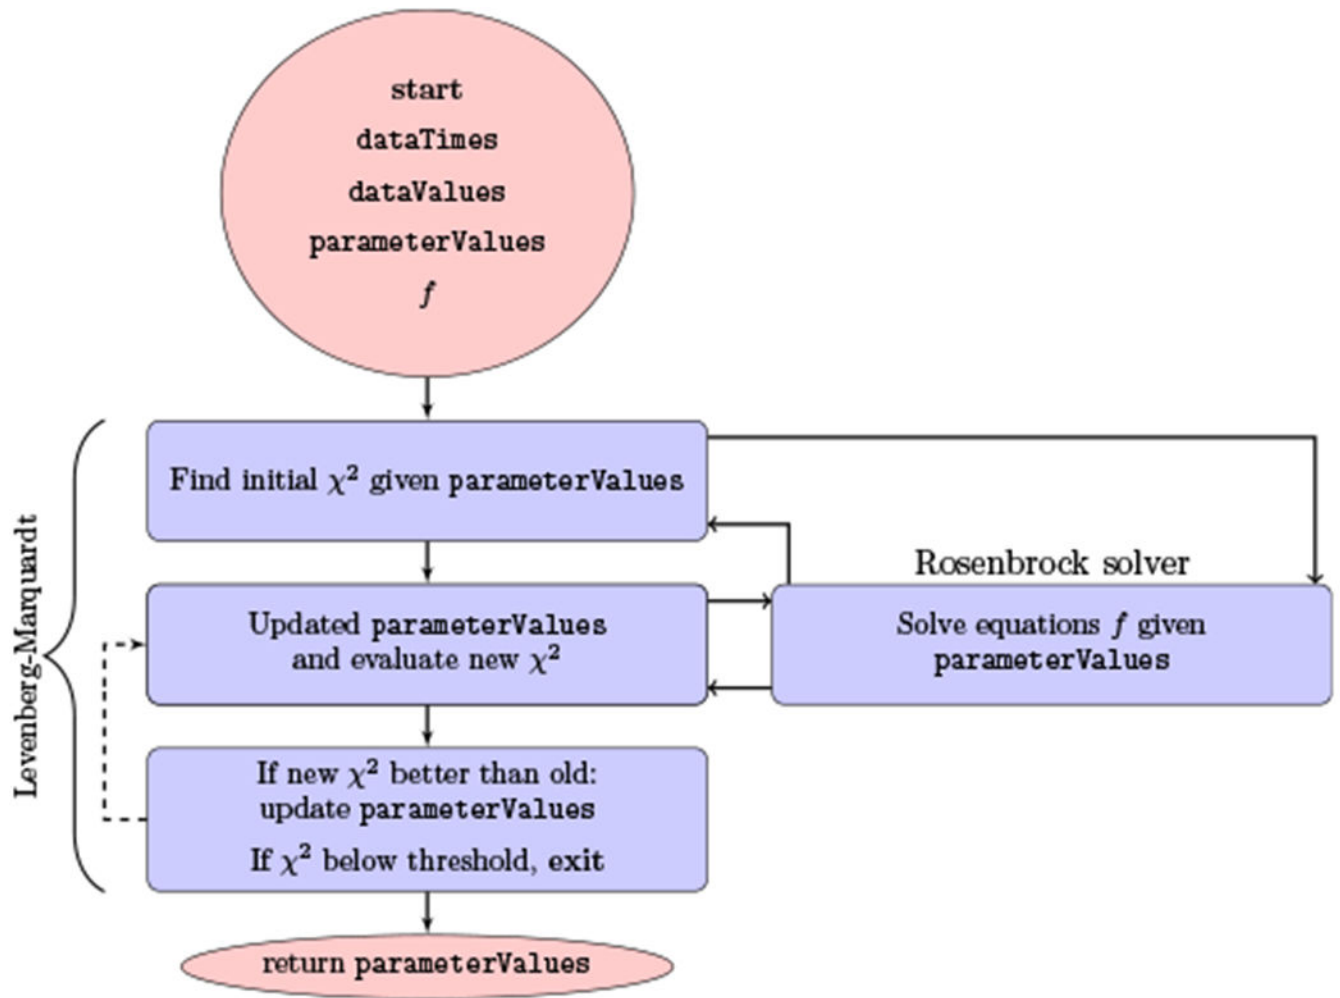 start
dataTimes
dataValues
parameterValues
f
Find initial χ² given parameterValues
Rosenbrock solver
Updated parameterValues
and evaluate new χ²
Solve equations f given
parameterValues
Levenberg-Marquardt
If new χ² better than old:
update parameterValues
If χ² below threshold, exit
return parameterValues